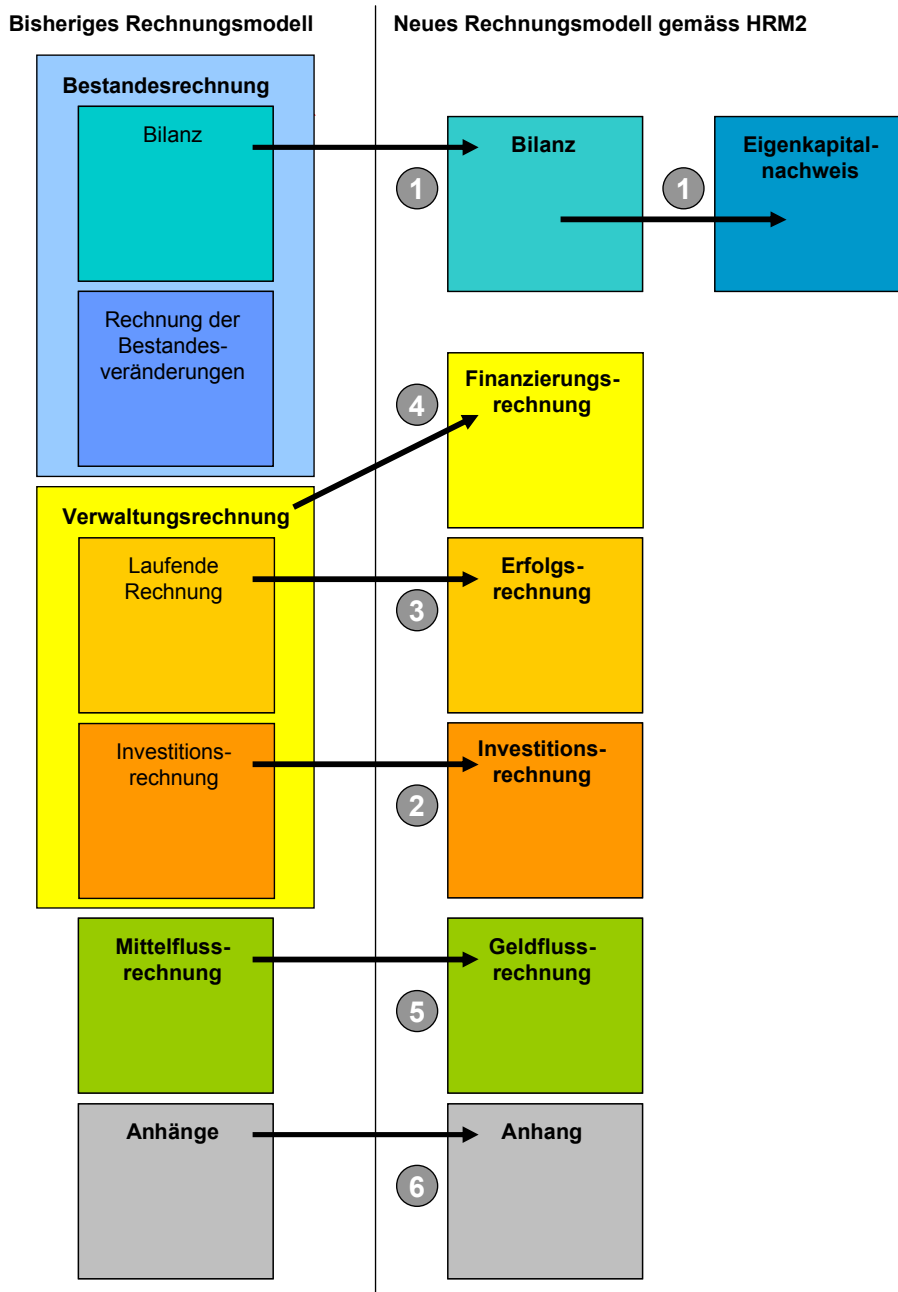 Bisheriges Rechnungsmodell
Neues Rechnungsmodell gemäss HRM2
Bestandesrechnung
Bilanz
Bilanz
Eigenkapital-
nachweis
1
1
Rechnung der
Bestandes-
veränderungen
Finanzierungs-
rechnung
4
Verwaltungsrechnung
Laufende
Rechnung
Erfolgs-
rechnung
3
Investitions-
rechnung
Investitions-
rechnung
2
Mittelfluss-
rechnung
Geldfluss-
rechnung
5
Anhänge
Anhang
6